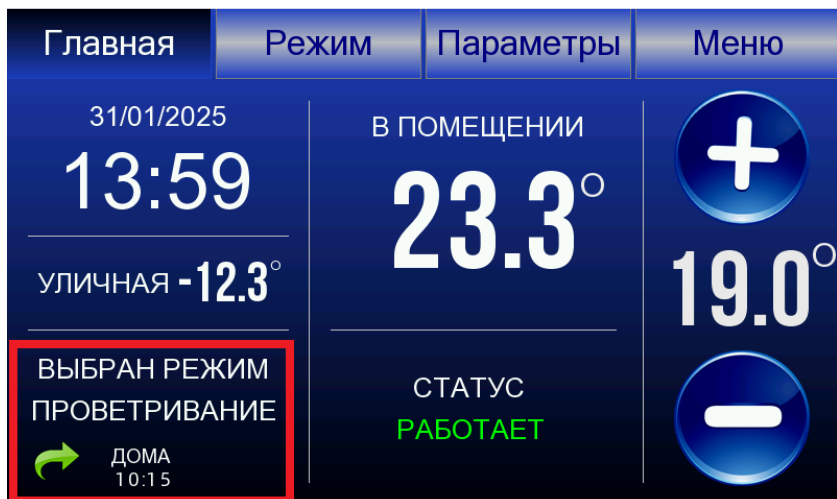 Главная
Режим
Параметры
Меню
31/01/2025
13:59
УЛИЧНАЯ -12.3°
ВЫБРАН РЕЖИМ
ПРОВЕТРИВАНИЕ
ДОМА
10:15
В ПОМЕЩЕНИИ
23.3°
СТАТУС
РАБОТАЕТ
19.0°